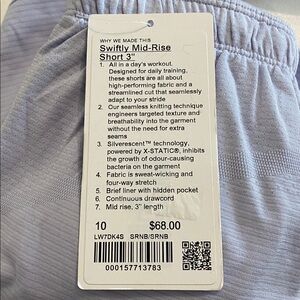 WHY WE MADE THIS
Swiftly Mid-Rise
Short 3"
1. All in a day's workout.
Designed for daily training,
these shorts are all about
high-performing fabric and a
streamlined cut that seamlessly
adapt to your stride
2. Our seamless knitting technique
engineers targeted texture and
breathability into the garment
without the need for extra
seams
3. Silverescent™ technology,
powered by X-STATIC®, inhibits
the growth of odour-causing
bacteria on the garment
4. Fabric is sweat-wicking and
four-way stretch
5. Brief liner with hidden pocket
6. Continuous drawcord
7. Mid rise, 3" length
10 $68.00
LW7DK4S SRNB/SRNB
000157713783